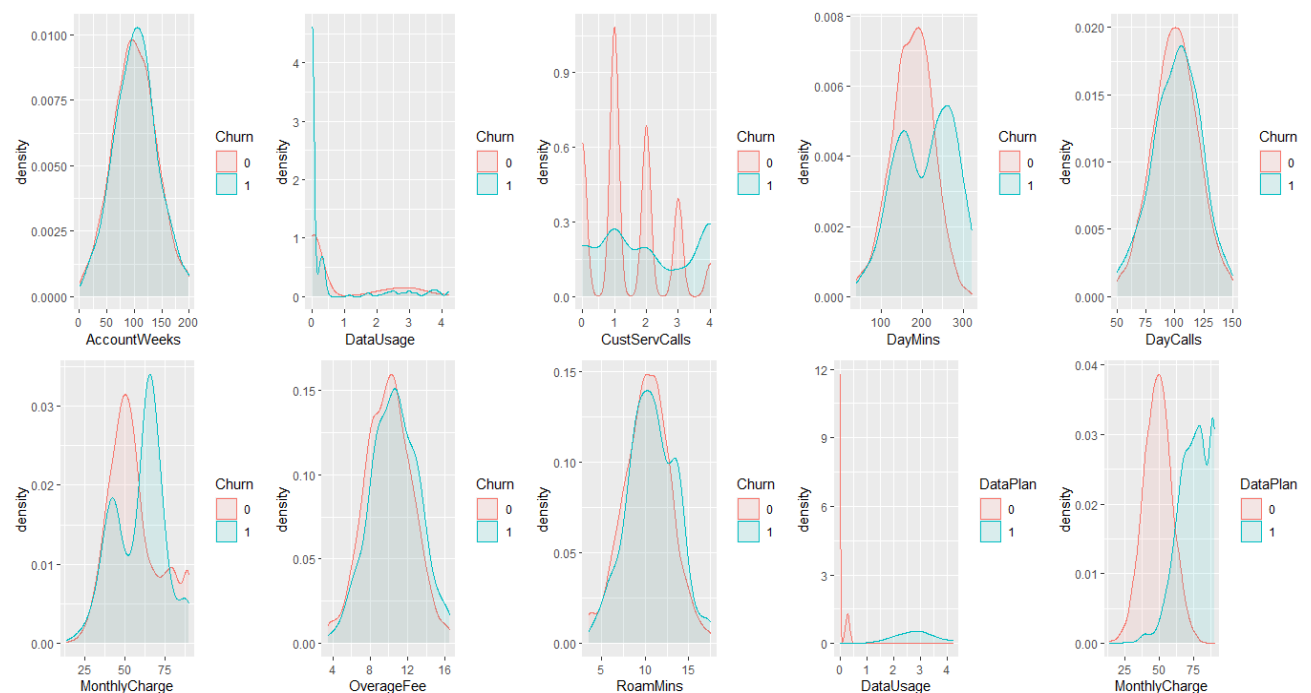 density
0.0000
0.0025
0.0050
0.0075
0.0100
0 50 100 150 200
AccountWeeks
Churn
0
1
density
0
1
2
3
4
0 1 2 3 4
DataUsage
Churn
0
1
density
0.0
0.3
0.6
0.9
0 1 2 3 4
CustServCalls
Churn
0
1
density
0.000
0.002
0.004
0.006
0.008
100 200 300
DayMins
Churn
0
1
density
0.000
0.005
0.010
0.015
0.020
50 75 100 125 150
DayCalls
Churn
0
1
density
0.00
0.01
0.02
0.03
25 50 75
MonthlyCharge
Churn
0
1
density
0.00
0.05
0.10
0.15
4 8 12 16
OverageFee
Churn
0
1
density
0.00
0.05
0.10
0.15
5 10 15
RoamMins
Churn
0
1
density
0
3
6
9
12
0 1 2 3 4
DataUsage
DataPlan
0
1
density
0.00
0.01
0.02
0.03
0.04
25 50 75
MonthlyCharge
DataPlan
0
1